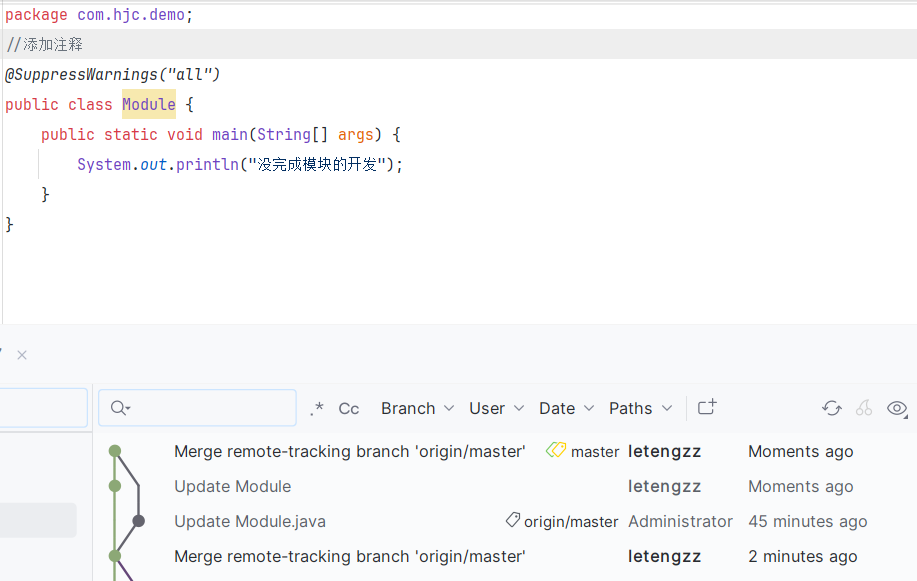 package com.hjc.demo;
//添加注释
@SuppressWarnings("all")
public class Module {
    public static void main(String[] args) {
        System.out.println("没完成模块的开发");
    }
}
.* Cc Branch User Date Paths
Merge remote-tracking branch 'origin/master' master letengzz Moments ago
Update Module letengzz Moments ago
Update Module.java origin/master Administrator 45 minutes ago
Merge remote-tracking branch 'origin/master' letengzz 2 minutes ago